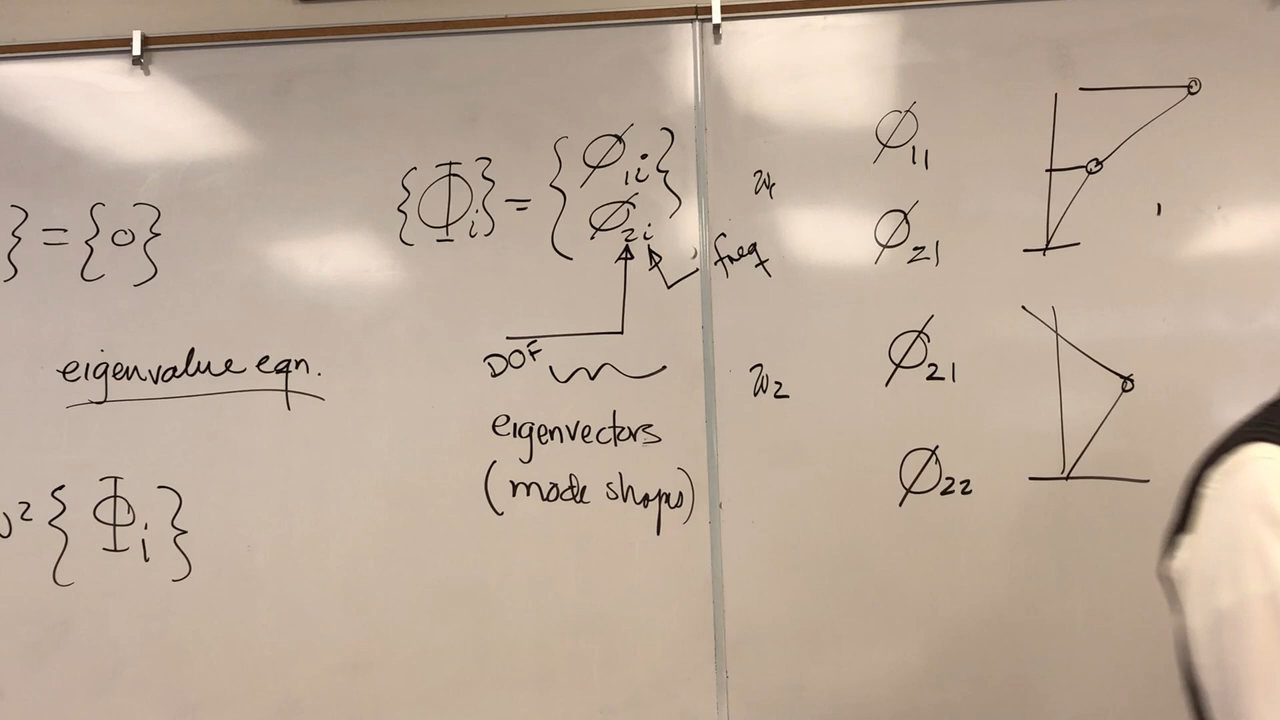 } = {0}
eigenvalue eqn.
ω² {Φi}
{Φi} = {ϕ1i
ϕ2i}
freq
DOF
eigenvectors
(mode shapes)
ω1
ϕ11
ϕ21
ω2
ϕ21
ϕ22